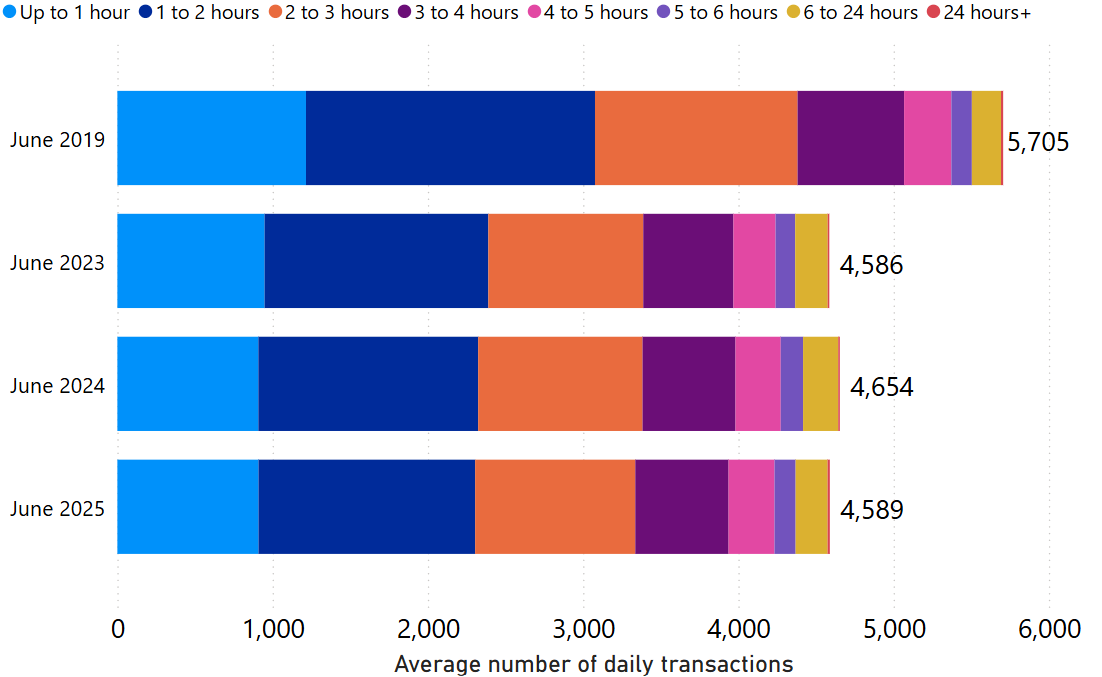 Up to 1 hour 1 to 2 hours 2 to 3 hours 3 to 4 hours 4 to 5 hours 5 to 6 hours 6 to 24 hours 24 hours+
June 2019 5,705
June 2023 4,586
June 2024 4,654
June 2025 4,589
0 1,000 2,000 3,000 4,000 5,000 6,000
Average number of daily transactions